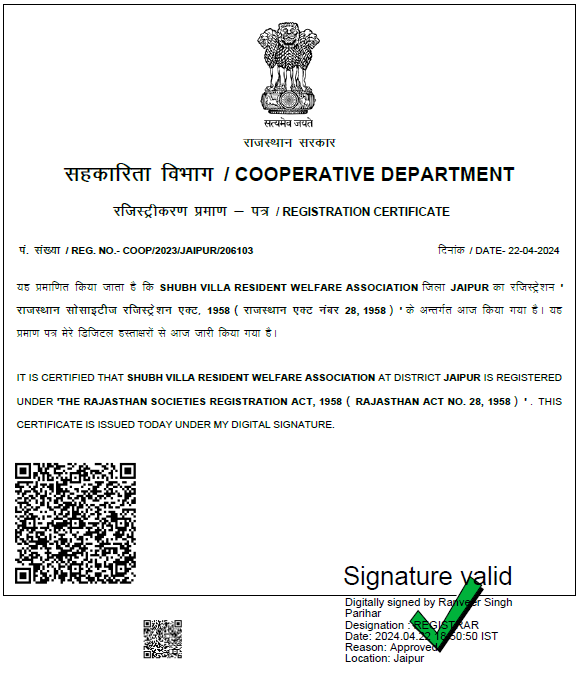 सत्यमेव जयते
राजस्थान सरकार
सहकारिता विभाग / COOPERATIVE DEPARTMENT
रजिस्ट्रीकरण प्रमाण – पत्र / REGISTRATION CERTIFICATE
पं. संख्या / REG. NO.- COOP/2023/JAIPUR/206103 दिनांक / DATE- 22-04-2024
यह प्रमाणित किया जाता है कि SHUBH VILLA RESIDENT WELFARE ASSOCIATION जिला JAIPUR का रजिस्ट्रेशन '
राजस्थान सोसाइटीज रजिस्ट्रेशन एक्ट, 1958 ( राजस्थान एक्ट नंबर 28, 1958 ) ' के अन्तर्गत आज किया गया है। यह
प्रमाण पत्र मेरे डिजिटल हस्ताक्षरों से आज जारी किया गया है।
IT IS CERTIFIED THAT SHUBH VILLA RESIDENT WELFARE ASSOCIATION AT DISTRICT JAIPUR IS REGISTERED
UNDER 'THE RAJASTHAN SOCIETIES REGISTRATION ACT, 1958 ( RAJASTHAN ACT NO. 28, 1958 ) ' . THIS
CERTIFICATE IS ISSUED TODAY UNDER MY DIGITAL SIGNATURE.
Signature valid
Digitally signed by Ranveer Singh
Parihar
Designation : REGISTRAR
Date: 2024.04.22 18:50:50 IST
Reason: Approved
Location: Jaipur